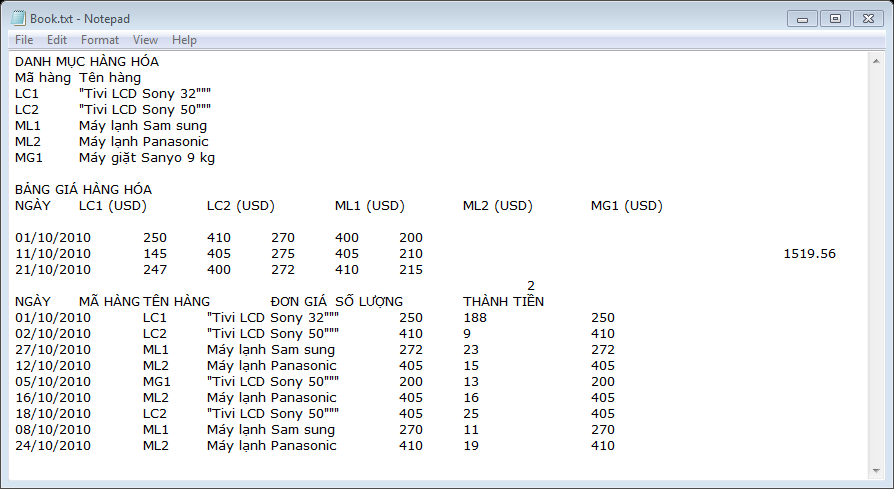 Book.txt - Notepad
File Edit Format View Help
DANH MỤC HÀNG HÓA
Mã hàng Tên hàng
LC1 "Tivi LCD Sony 32"""
LC2 "Tivi LCD Sony 50"""
ML1 Máy lạnh Sam sung
ML2 Máy lạnh Panasonic
MG1 Máy giặt Sanyo 9 kg
BẢNG GIÁ HÀNG HÓA
NGÀY LC1 (USD) LC2 (USD) ML1 (USD) ML2 (USD) MG1 (USD)
01/10/2010 250 410 270 400 200
11/10/2010 145 405 275 405 210 1519.56
21/10/2010 247 400 272 410 215
2
NGÀY MÃ HÀNG TÊN HÀNG ĐƠN GIÁ SỐ LƯỢNG THÀNH TIỀN
01/10/2010 LC1 "Tivi LCD Sony 32""" 250 188 250
02/10/2010 LC2 "Tivi LCD Sony 50""" 410 9 410
27/10/2010 ML1 Máy lạnh Sam sung 272 23 272
12/10/2010 ML2 Máy lạnh Panasonic 405 15 405
05/10/2010 MG1 "Tivi LCD Sony 50""" 200 13 200
16/10/2010 ML2 Máy lạnh Panasonic 405 16 405
18/10/2010 LC2 "Tivi LCD Sony 50""" 405 25 405
08/10/2010 ML1 Máy lạnh Sam sung 270 11 270
24/10/2010 ML2 Máy lạnh Panasonic 410 19 410